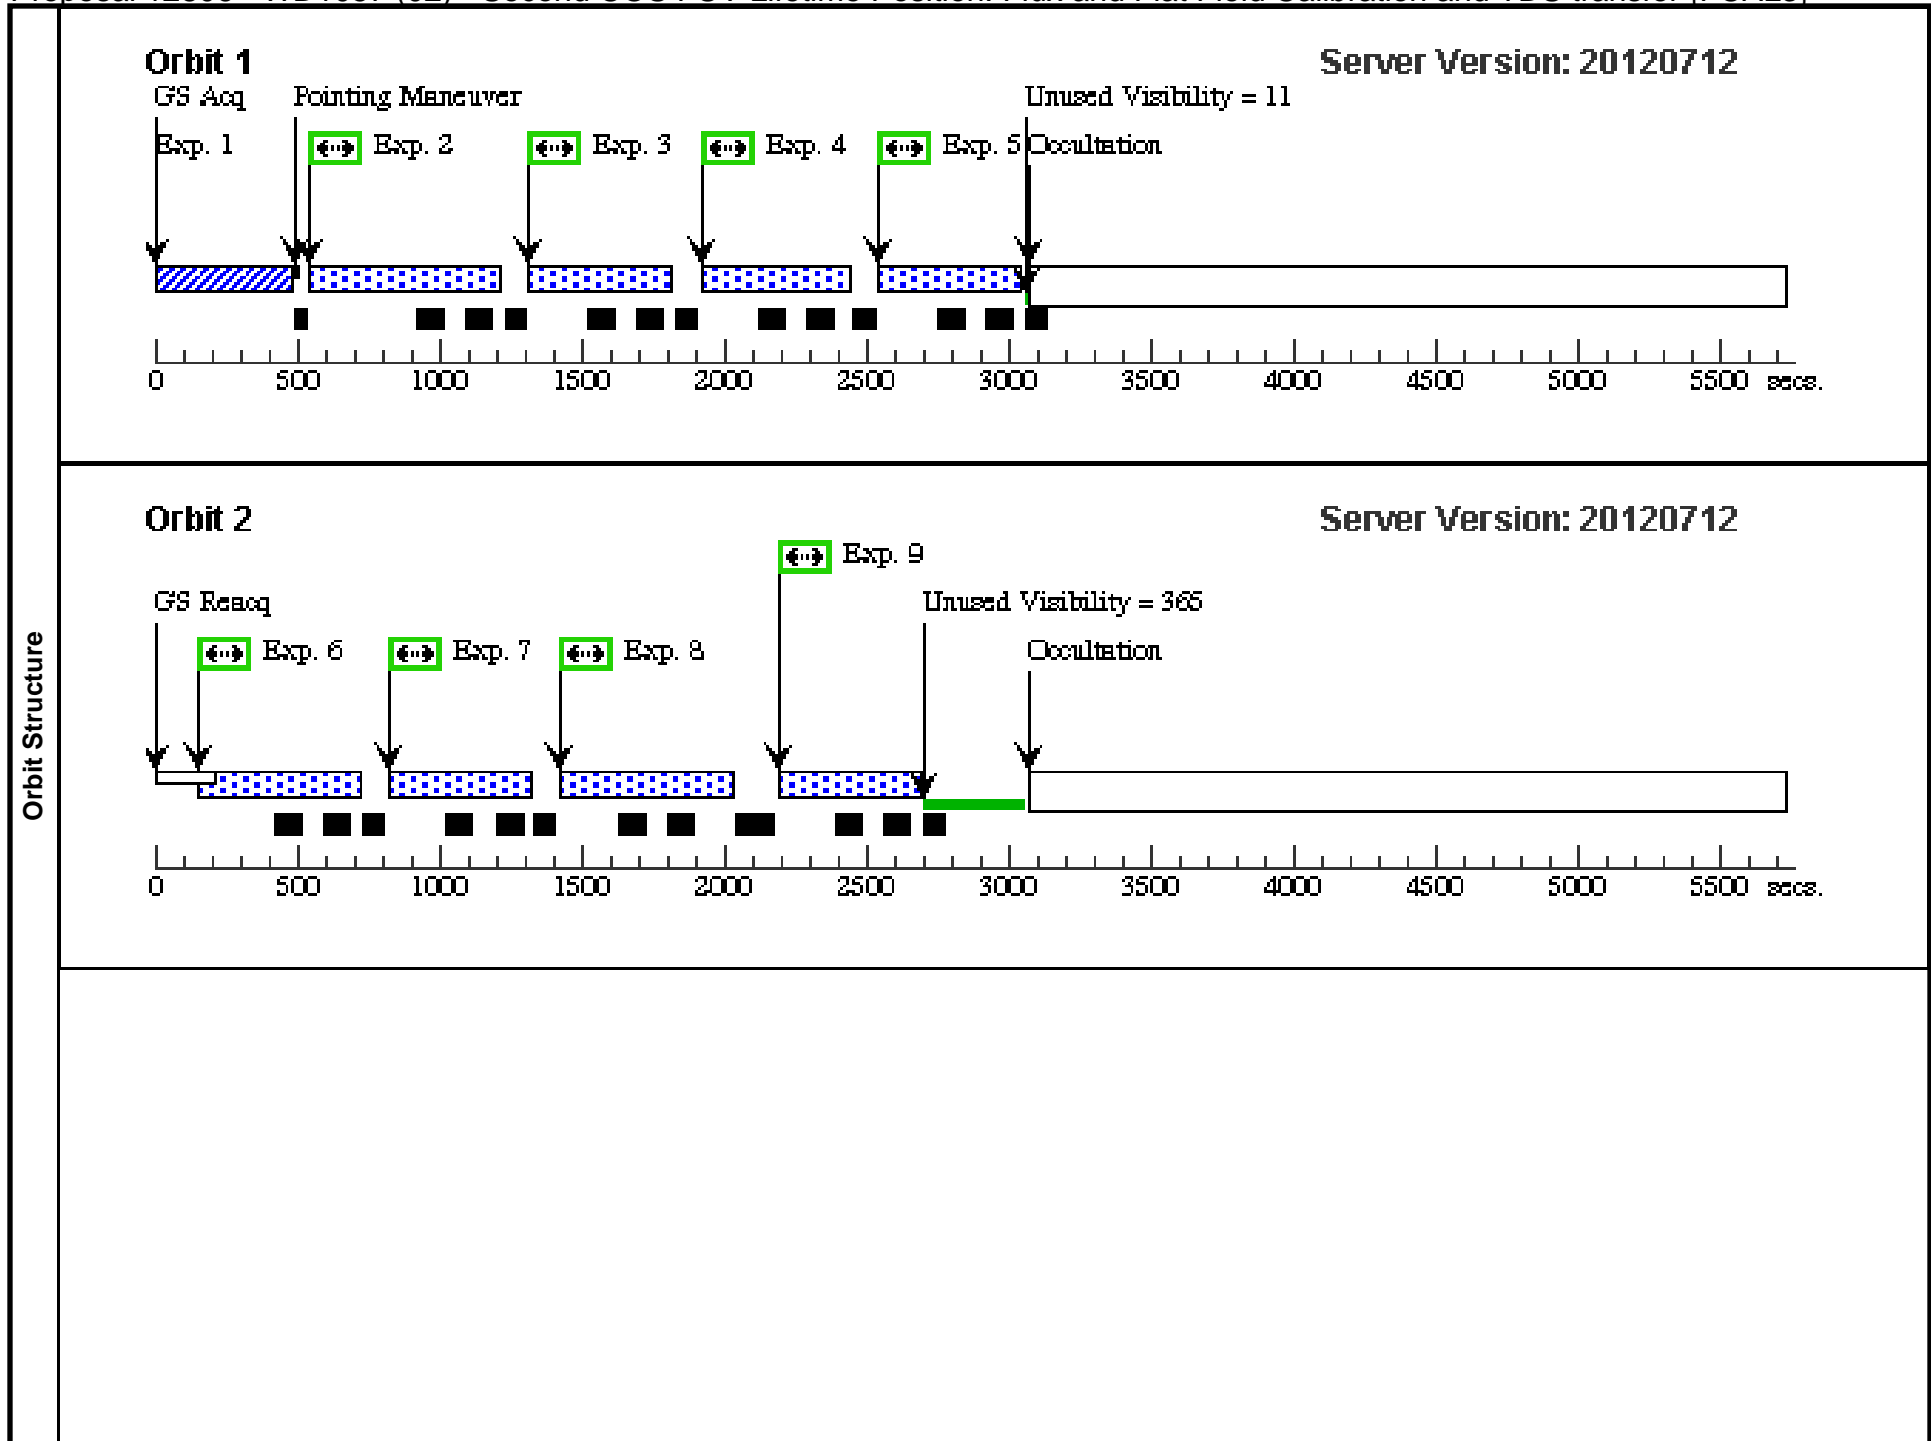 Orbit Structure
Orbit 1
Server Version: 20120712
GS Acq Pointing Maneuver Unused Visibility = 11
Exp. 1 Exp. 2 Exp. 3 Exp. 4 Exp. 5 Occultation
0 500 1000 1500 2000 2500 3000 3500 4000 4500 5000 5500 secs.
Orbit 2
Server Version: 20120712
Exp. 9
GS Reacq Unused Visibility = 365
Exp. 6 Exp. 7 Exp. 8 Occultation
0 500 1000 1500 2000 2500 3000 3500 4000 4500 5000 5500 secs.